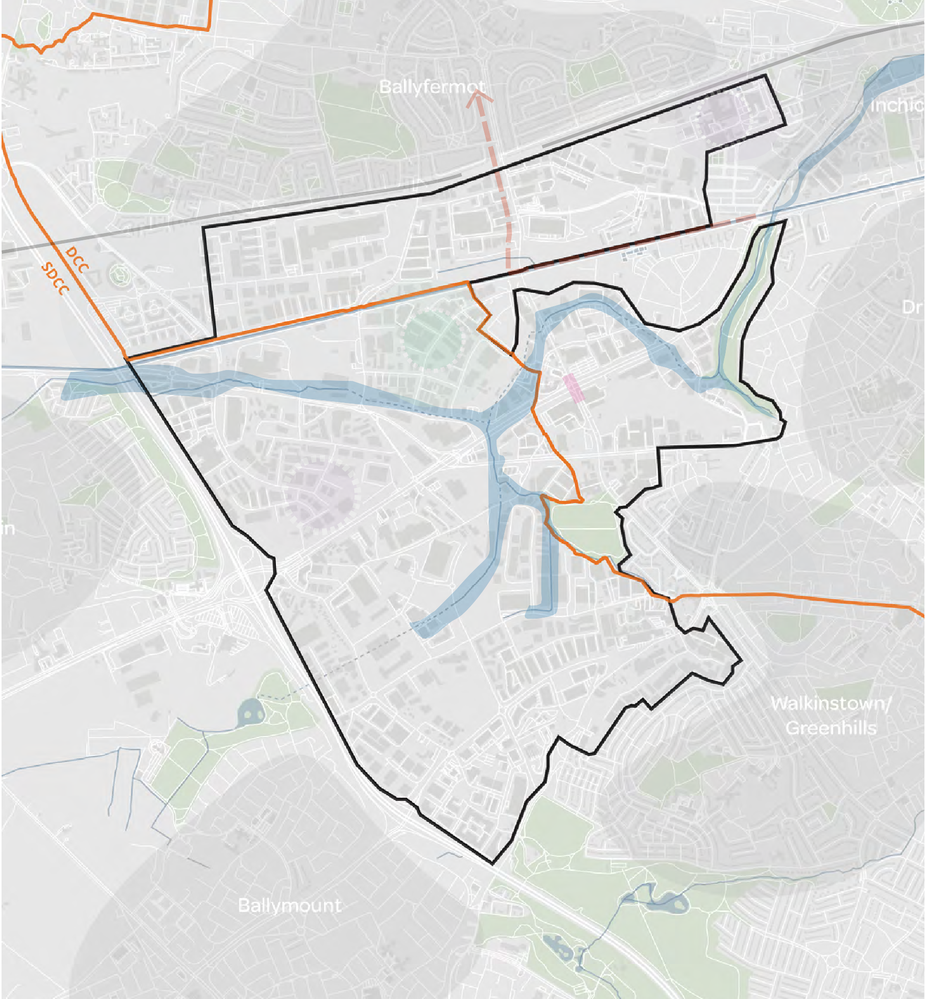 Ballyfermot
Inchic
DCC
SDCC
Dr
in
Walkinstown/
Greenhills
Ballymount